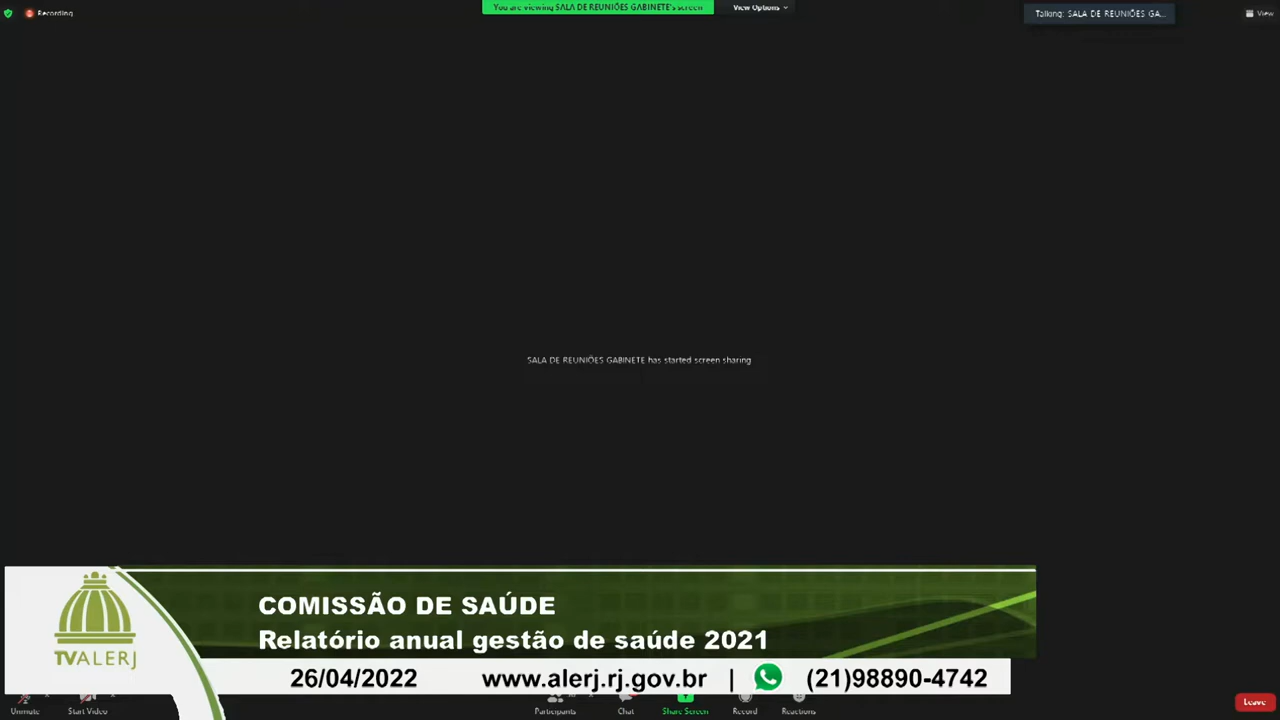 Recording
You are viewing SALA DE REUNIÕES GABINETE's screen
View Options
Talking: SALA DE REUNIÕES GA...
View
SALA DE REUNIÕES GABINETE has started screen sharing
COMISSÃO DE SAÚDE
Relatório anual gestão de saúde 2021
TVALERJ
26/04/2022
www.alerj.rj.gov.br | (21)98890-4742
Unmute
Start Video
Participants
Chat
Share Screen
Record
Reactions
Leave